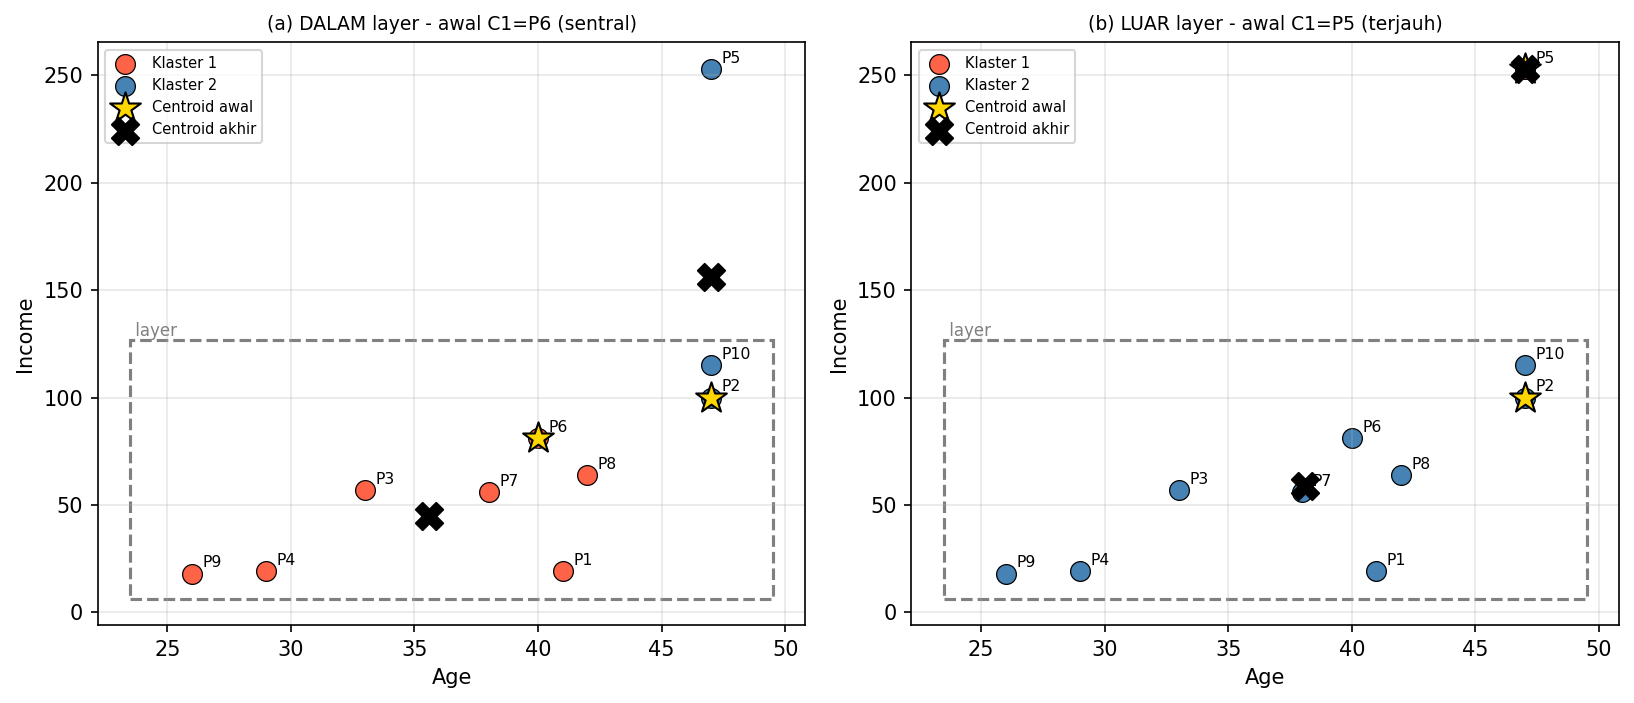 (a) DALAM layer - awal C1=P6 (sentral)
Klaster 1
Klaster 2
Centroid awal
Centroid akhir
P5
layer
P10
P2
P6
P8
P3
P7
P9
P4
P1
250
200
150
100
50
0
25
30
35
40
45
50
Income
Age
(b) LUAR layer - awal C1=P5 (terjauh)
Klaster 1
Klaster 2
Centroid awal
Centroid akhir
P5
layer
P10
P2
P6
P8
P3
P7
P9
P4
P1
250
200
150
100
50
0
25
30
35
40
45
50
Income
Age